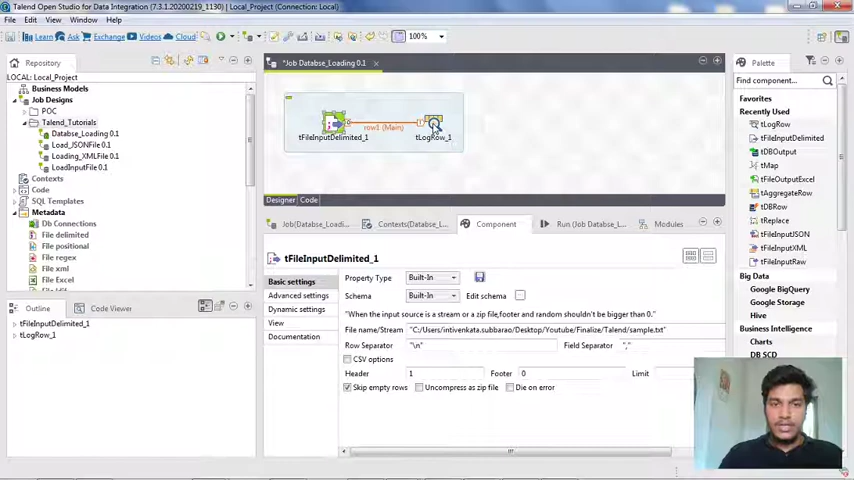 Talend Open Studio for Data Integration (7.3.1.20200219_1130) | Local_Project (Connection: Local)
File Edit View Window Help
Learn Ask Exchange Videos Cloud 100%
Repository
LOCAL: Local_Project
Business Models
Job Designs
POC
Talend_Tutorials
Databse_Loading 0.1
Load_JSONFile 0.1
Loading_XMLFile 0.1
LoadInputFile 0.1
Contexts
Code
SQL Templates
Metadata
Db Connections
File delimited
File positional
File regex
File xml
File Excel
Outline Code Viewer
tFileInputDelimited_1
tLogRow_1
*Job Databse_Loading 0.1
row1 (Main)
tFileInputDelimited_1 tLogRow_1
Designer Code
Job(Databse_Loadi... Contexts(Databse_L... Component Run (Job Databse_L... Modules
tFileInputDelimited_1
Basic settings
Advanced settings
Dynamic settings
View
Documentation
Property Type Built-In
Schema Built-In Edit schema
"When the input source is a stream or a zip file,footer and random shouldn't be bigger than 0."
File name/Stream "C:/Users/intivenkata.subbarao/Desktop/Youtube/Finalize/Talend/sample.txt"
Row Separator "\n" Field Separator ","
CSV options
Header 1 Footer 0 Limit
Skip empty rows Uncompress as zip file Die on error
Palette
Find component...
Favorites
Recently Used
tLogRow
tFileInputDelimited
tDBOutput
tMap
tFileOutputExcel
tAggregateRow
tDBRow
tReplace
tFileInputJSON
tFileInputXML
tFileInputRaw
Big Data
Google BigQuery
Google Storage
Hive
Business Intelligence
Charts
DB SCD